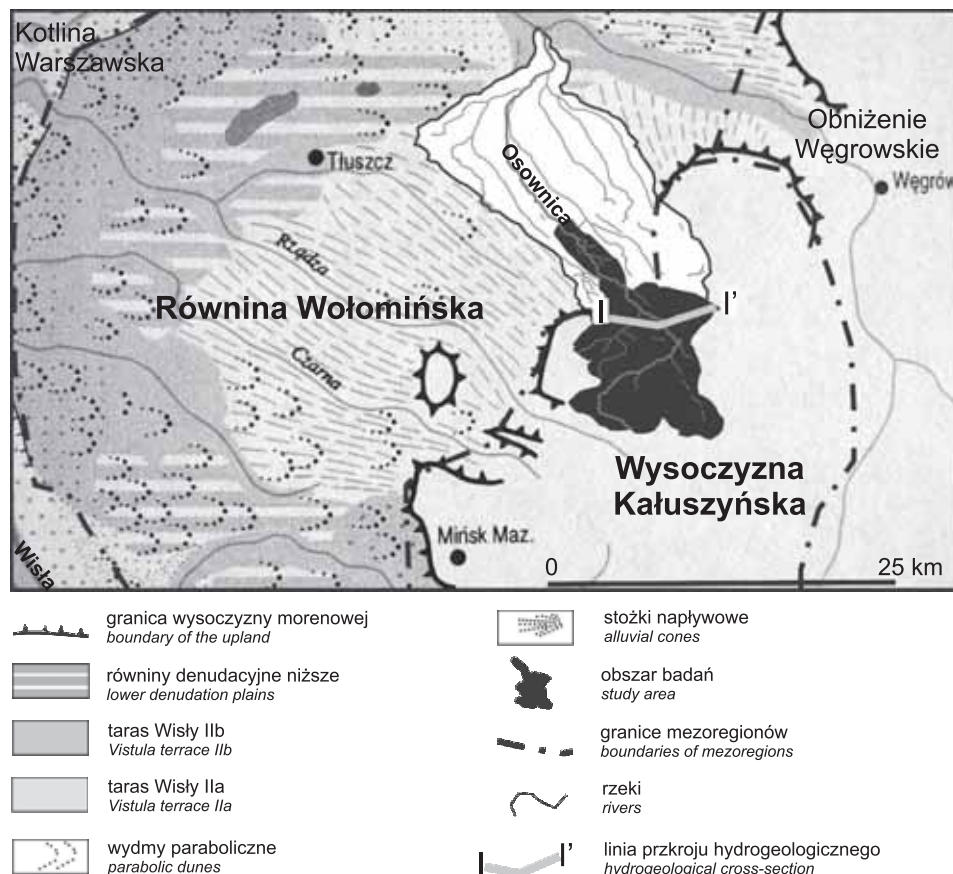 Kotlina
Warszawska
Obniżenie
Węgrowskie
Tłuszcz
Osownica
Węgrów
Rządza
Równina Wołomińska
I
I’
Czarna
Wysoczyzna
Kałuszyńska
Mińsk Maz.
Wisła
0
25 km
granica wysoczyzny morenowej
boundary of the upland
równiny denudacyjne niższe
lower denudation plains
taras Wisły IIb
Vistula terrace IIb
taras Wisły IIa
Vistula terrace IIa
wydmy paraboliczne
parabolic dunes
stożki napływowe
alluvial cones
obszar badań
study area
granice mezoregionów
boundaries of mezoregions
rzeki
rivers
I
I’
linia przkroju hydrogeologicznego
hydrogeological cross-section